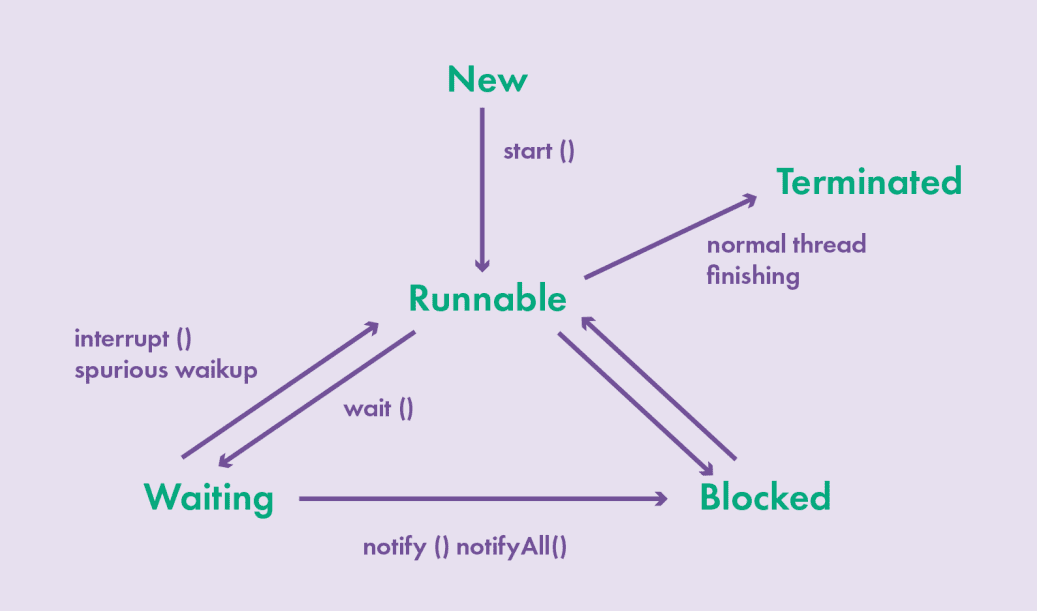 New
start ()
Terminated
normal thread
finishing
Runnable
interrupt ()
spurious waikup
wait ()
Waiting
Blocked
notify () notifyAll()